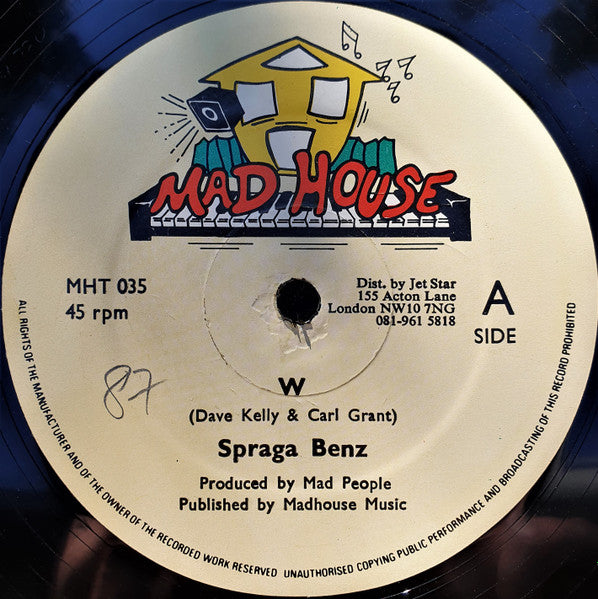 MAD HOUSE
MHT 035
45 rpm
Dist. by Jet Star
155 Acton Lane
London NW10 7NG
081-961 5818
A
SIDE
87
W
(Dave Kelly & Carl Grant)
Spraga Benz
Produced by Mad People
Published by Madhouse Music
ALL RIGHTS OF THE MANUFACTURER AND OF THE OWNER OF THE RECORDED WORK RESERVED UNAUTHORISED COPYING PUBLIC PERFORMANCE AND BROADCASTING OF THIS RECORD PROHIBITED